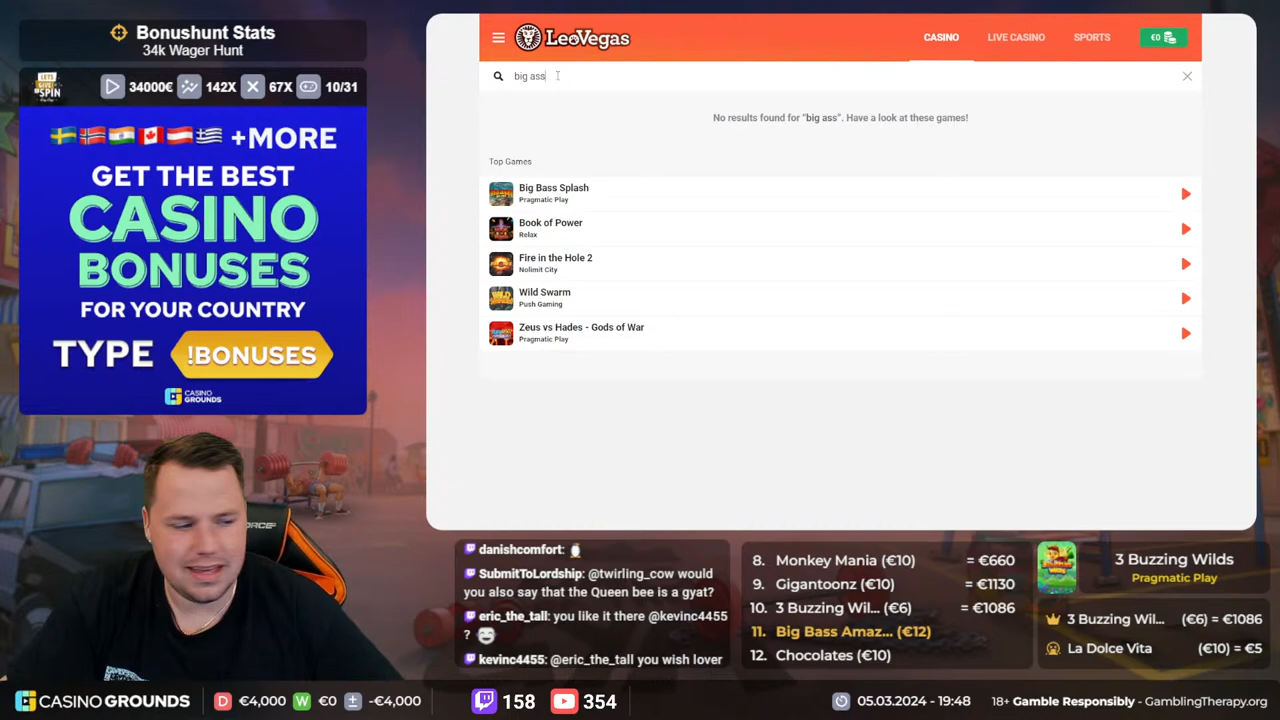 Bonushunt Stats
34k Wager Hunt
LETS GIVE IT A SPIN
34000€
142X
67X
10/31
+MORE
GET THE BEST
CASINO
BONUSES
FOR YOUR COUNTRY
TYPE !BONUSES
CASINO
GROUNDS
LeoVegas
CASINO
LIVE CASINO
SPORTS
€0
big ass
No results found for "big ass". Have a look at these games!
Top Games
Big Bass Splash
Pragmatic Play
Book of Power
Relax
Fire in the Hole 2
Nolimit City
Wild Swarm
Push Gaming
Zeus vs Hades - Gods of War
Pragmatic Play
danishcomfort:
SubmitToLordship: @twirling_cow would
you also say that the Queen bee is a gyat?
eric_the_tall: you like it there @kevinc4455
?
kevinc4455: @eric_the_tall you wish lover
8. Monkey Mania (€10) = €660
9. Gigantoonz (€10) = €1130
10. 3 Buzzing Wil... (€6) = €1086
11. Big Bass Amaz... (€12)
12. Chocolates (€10)
3 Buzzing Wilds
Pragmatic Play
3 Buzzing Wil... (€6) = €1086
La Dolce Vita (€10) = €5
CASINO GROUNDS
D €4,000
W €0
± -€4,000
158
354
05.03.2024 - 19:48
18+ Gamble Responsibly - GamblingTherapy.org